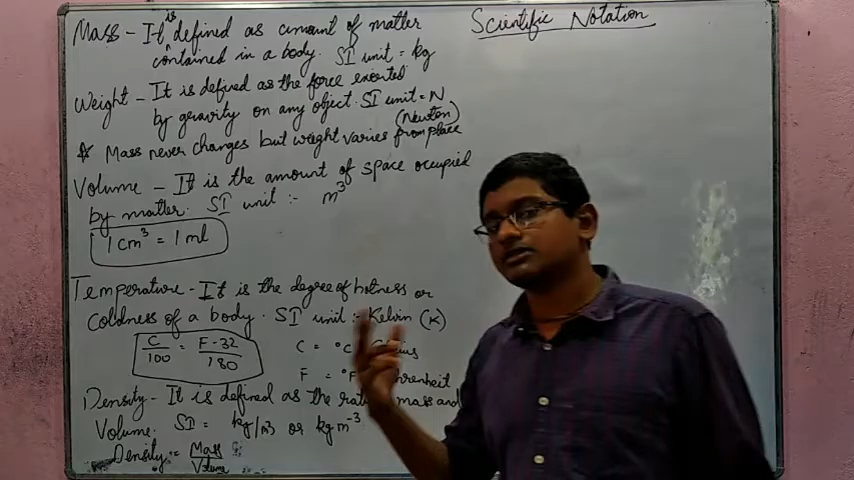 Mass - It is defined as amount of matter
contained in a body. SI unit = kg
Weight - It is defined as the force exerted
by gravity on any object. SI unit = N
(Newton)
* Mass never changes but weight varies from place
Volume - It is the amount of space occupied
by matter. SI unit :- m³
1 cm³ = 1 ml
Temperature - It is the degree of hotness or
coldness of a body. SI unit :- Kelvin (K)
C/100 = F-32/180
C = °C
F = °F
Density - It is defined as the mass and
Volume. SI = kg/m³ or kg m⁻³
Density = Mass/Volume
Scientific Notation